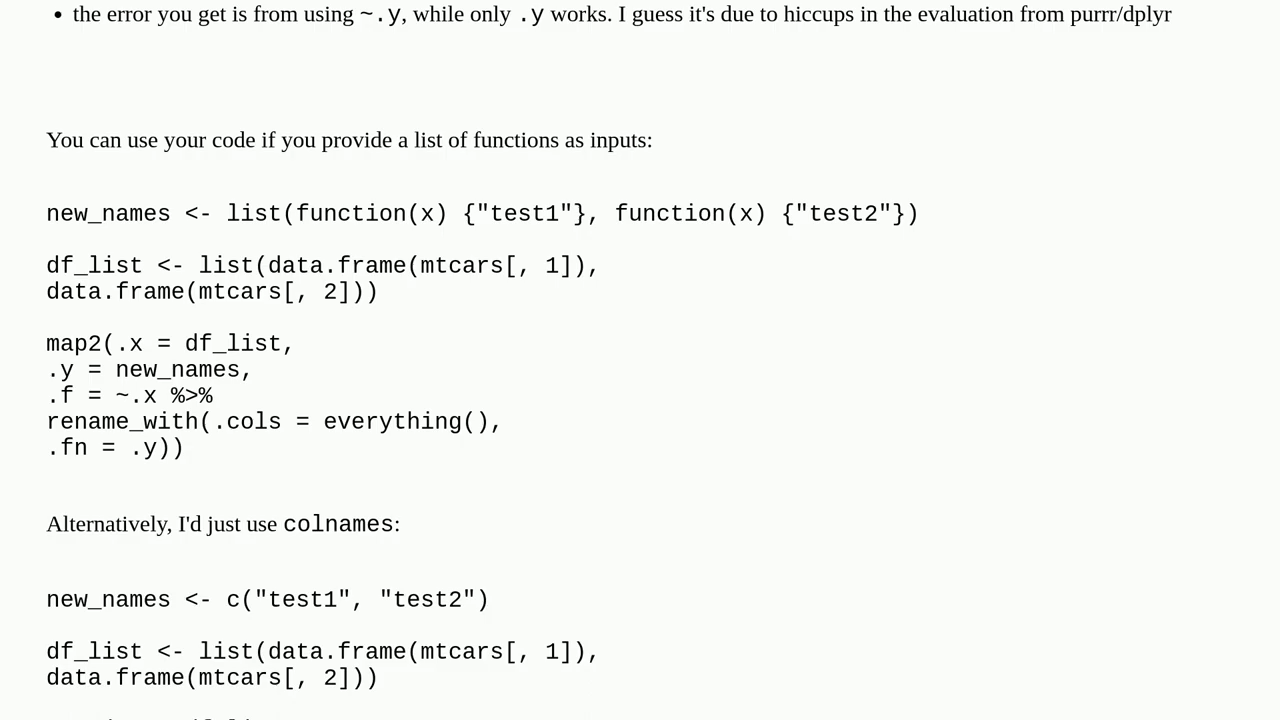 • the error you get is from using ~.y, while only .y works. I guess it's due to hiccups in the evaluation from purrr/dplyr
You can use your code if you provide a list of functions as inputs:
new_names <- list(function(x) {"test1"}, function(x) {"test2"})
df_list <- list(data.frame(mtcars[, 1]),
data.frame(mtcars[, 2]))
map2(.x = df_list,
.y = new_names,
.f = ~.x %>%
rename_with(.cols = everything(),
.fn = .y))
Alternatively, I'd just use colnames:
new_names <- c("test1", "test2")
df_list <- list(data.frame(mtcars[, 1]),
data.frame(mtcars[, 2]))